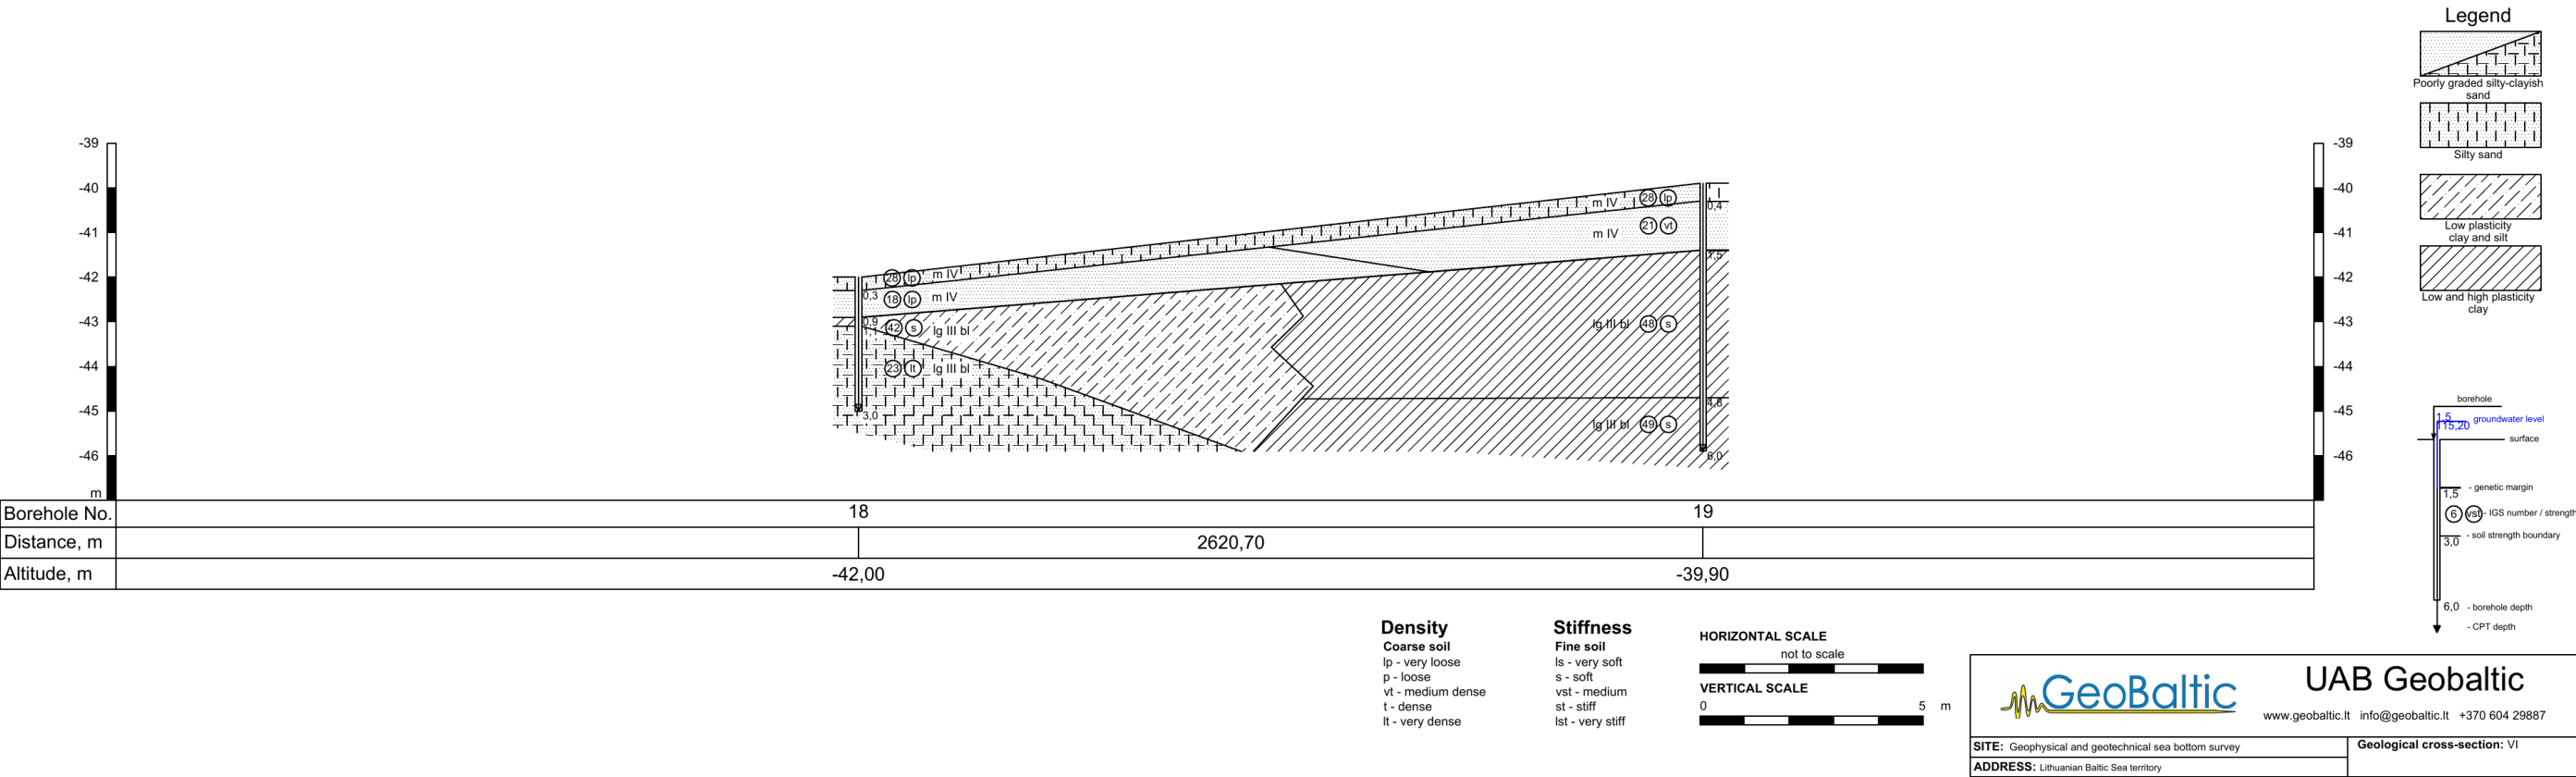 Legend
Poorly graded silty-clayish
sand
Silty sand
Low plasticity
clay and silt
Low and high plasticity
clay
-39
-40
-41
-42
-43
-44
-45
-46
m
28 lp m IV
0,3
18 lp m IV
0,9
1,1
42 s lg III bl
23 lt lg III bl
3,0
m IV 28 lp
0,4
m IV 21 vt
1,5
lg III bl 48 s
4,8
lg III bl 49 s
6,0
-39
-40
-41
-42
-43
-44
-45
-46
borehole
1,5 groundwater level
115,20
surface
1,5 - genetic margin
6 vst - IGS number / strength
3,0 - soil strength boundary
6,0 - borehole depth
- CPT depth
Borehole No. 18 19
Distance, m 2620,70
Altitude, m -42,00 -39,90
Density
Coarse soil
lp - very loose
p - loose
vt - medium dense
t - dense
lt - very dense
Stiffness
Fine soil
ls - very soft
s - soft
vst - medium
st - stiff
lst - very stiff
HORIZONTAL SCALE
not to scale
VERTICAL SCALE
0 5 m
GeoBaltic
UAB Geobaltic
www.geobaltic.lt info@geobaltic.lt +370 604 29887
SITE: Geophysical and geotechnical sea bottom survey
Geological cross-section: VI
ADDRESS: Lithuanian Baltic Sea territory